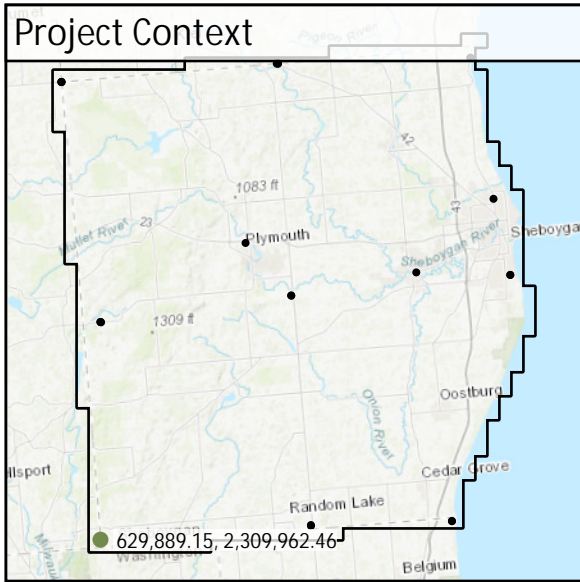 Project Context
Pigeon River
42
1083 ft
43
23
Mullet River
Plymouth
Sheboygan River
Sheboyga
1309 ft
Onion River
Oostburg
Cedar Grove
llsport
Random Lake
629,889.15, 2,309,962.46
Washington
Milwau
Belgium